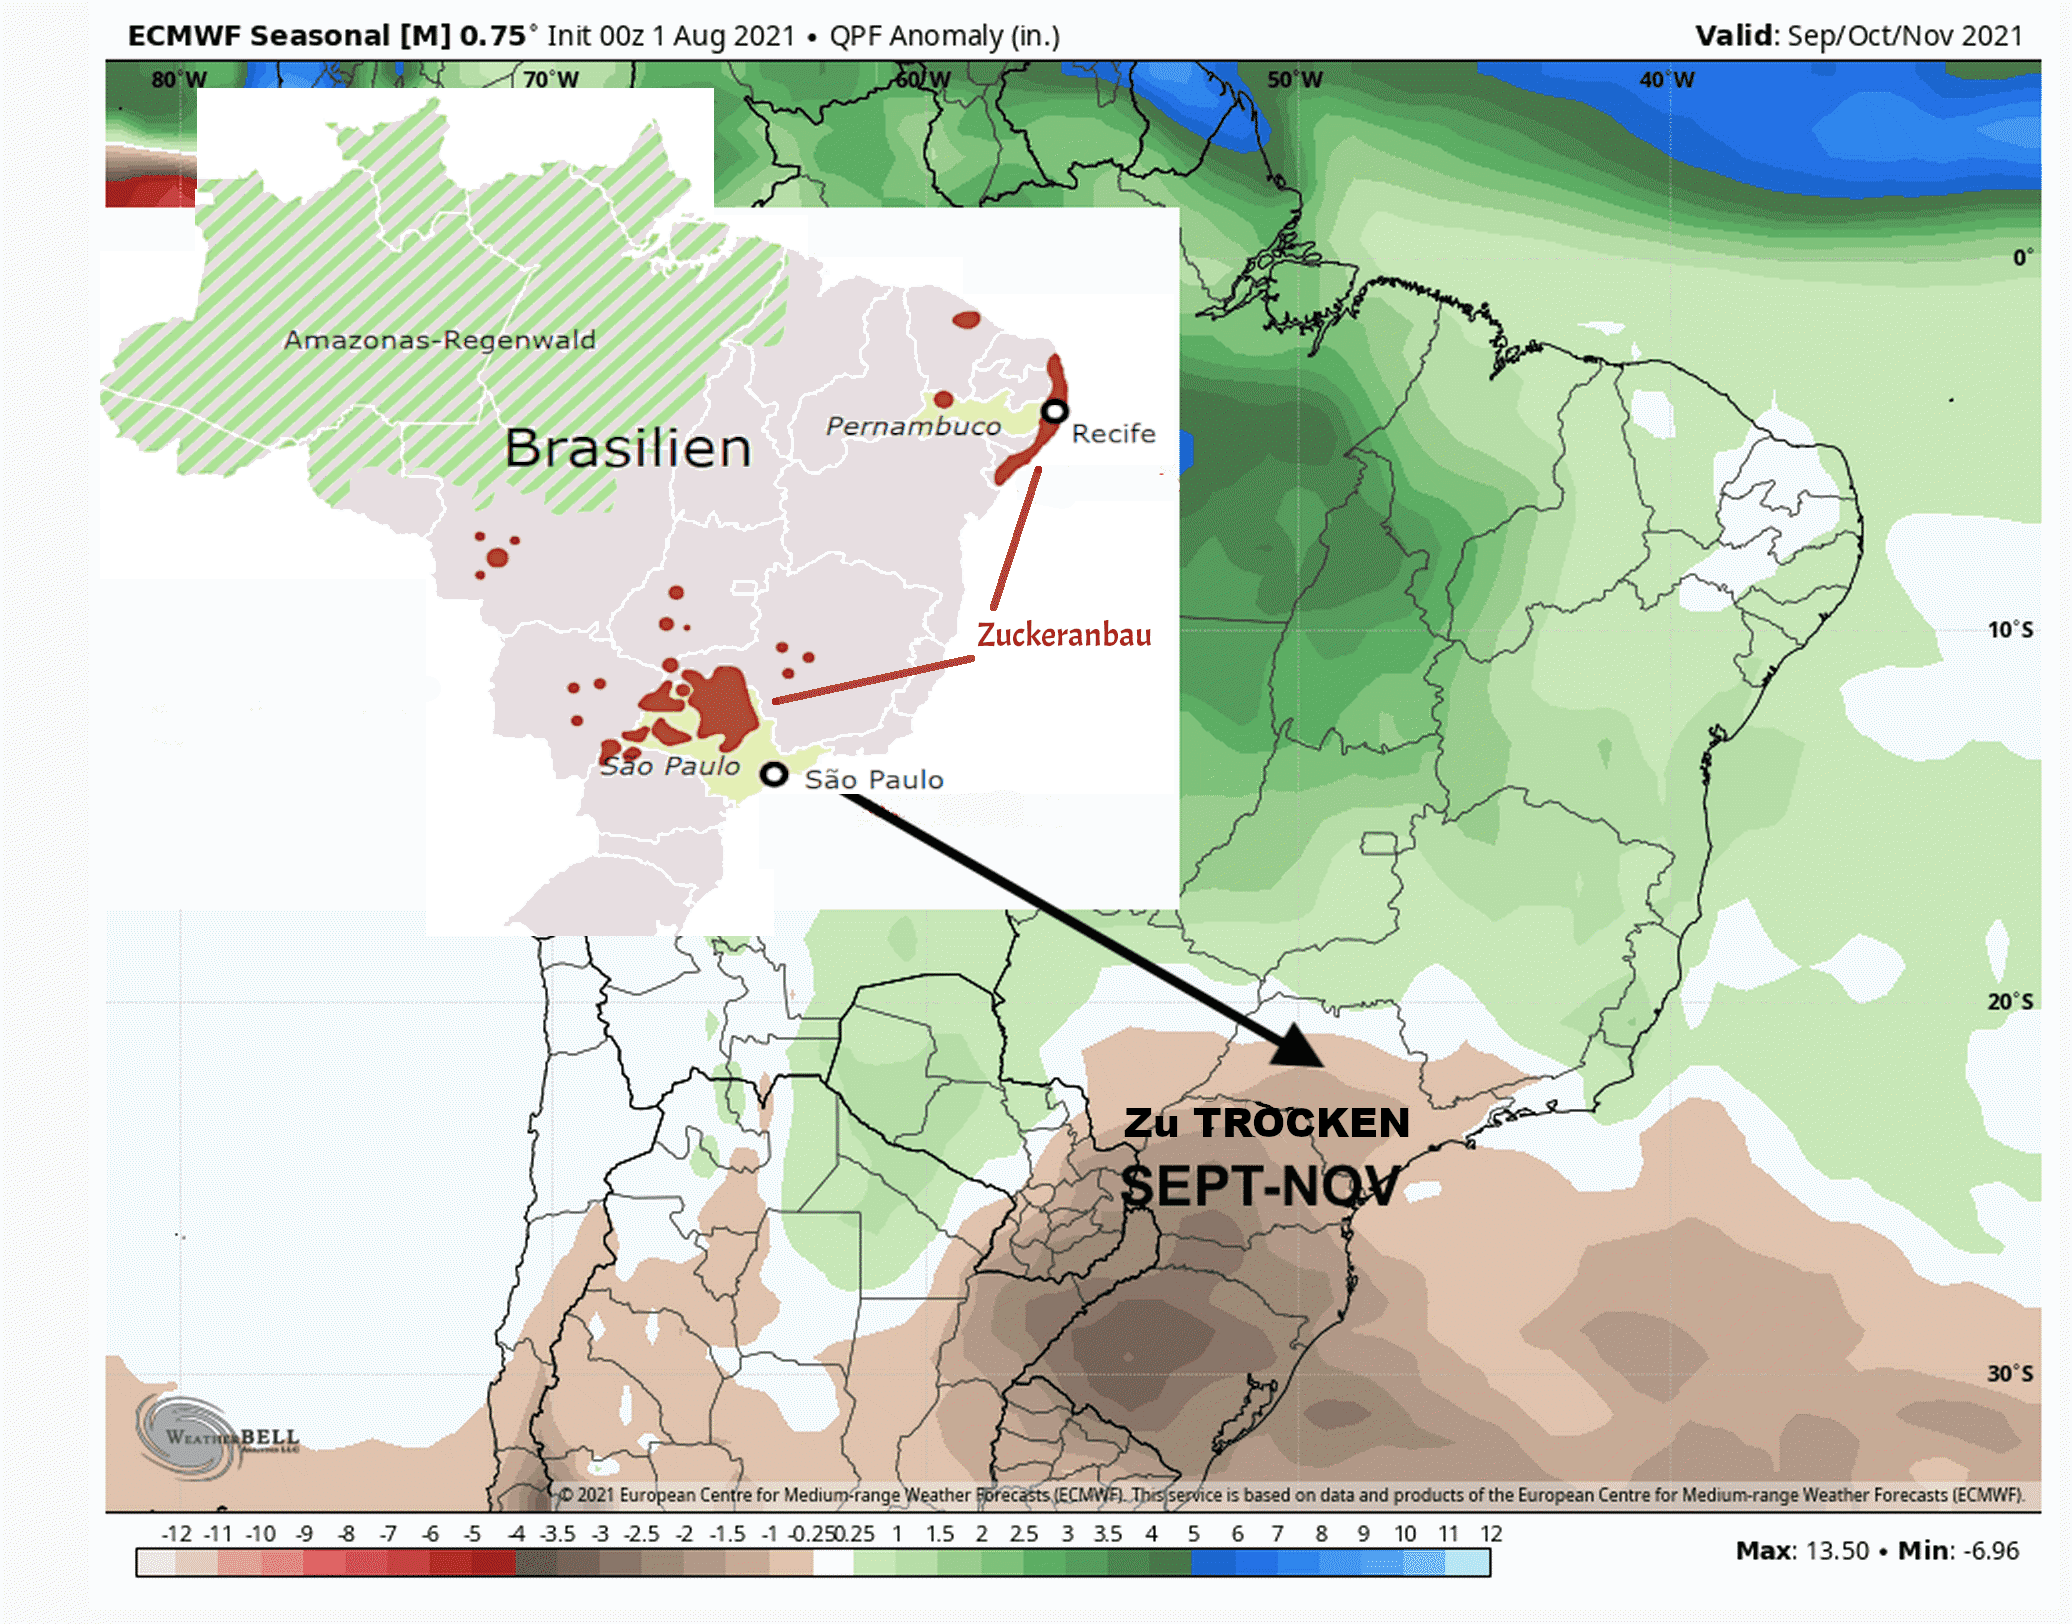 ECMWF Seasonal [M] 0.75° Init 00z 1 Aug 2021 • QPF Anomaly (in.)
Valid: Sep/Oct/Nov 2021
80°W 70°W 60°W 50°W 40°W
0°
10°S
20°S
30°S
Amazonas-Regenwald
Brasilien
Pernambuco
Recife
Zuckeranbau
São Paulo
São Paulo
Zu TROCKEN
SEPT-NOV
WEATHERBELL
ANALYTICS LLC
© 2021 European Centre for Medium-range Weather Forecasts (ECMWF). This service is based on data and products of the European Centre for Medium-range Weather Forecasts (ECMWF).
-12 -11 -10 -9 -8 -7 -6 -5 -4 -3.5 -3 -2.5 -2 -1.5 -1 -0.25 0.25 1 1.5 2 2.5 3 3.5 4 5 6 7 8 9 10 11 12
Max: 13.50 • Min: -6.96